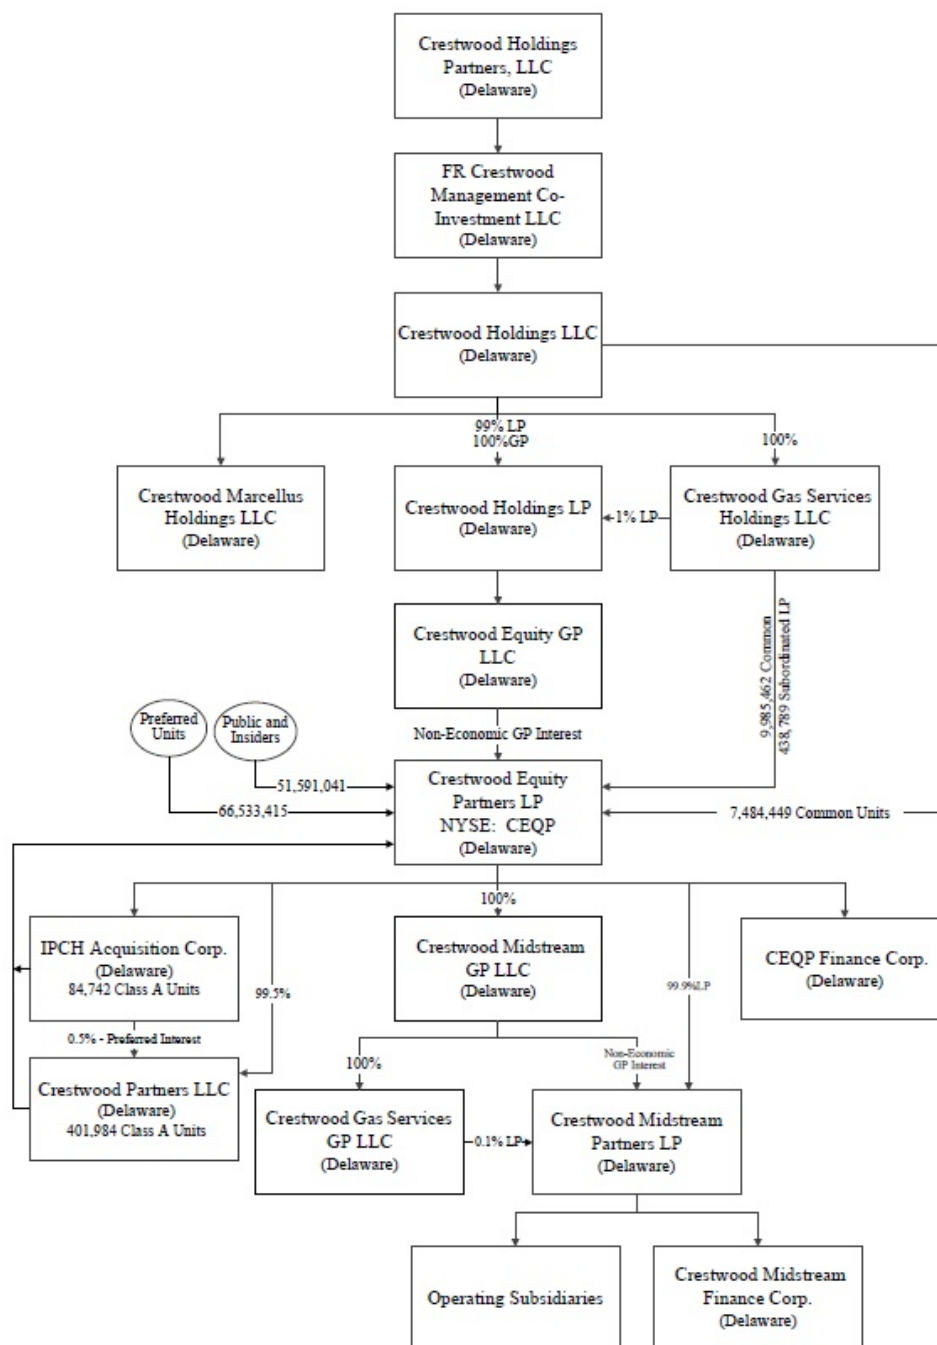 Crestwood Holdings
Partners, LLC
(Delaware)
FR Crestwood
Management Co-
Investment LLC
(Delaware)
Crestwood Holdings LLC
(Delaware)
99% LP
100%GP
100%
Crestwood Marcellus
Holdings LLC
(Delaware)
Crestwood Holdings LP
(Delaware)
1% LP
Crestwood Gas Services
Holdings LLC
(Delaware)
9,985,462 Common
438,789 Subordinated LP
Crestwood Equity GP
LLC
(Delaware)
Preferred
Units
Public and
Insiders
Non-Economic GP Interest
51,591,041
66,533,415
Crestwood Equity
Partners LP
NYSE: CEQP
(Delaware)
7,484,449 Common Units
100%
IPCH Acquisition Corp.
(Delaware)
84,742 Class A Units
99.5%
Crestwood Midstream
GP LLC
(Delaware)
99.9%LP
CEQP Finance Corp.
(Delaware)
0.5% - Preferred Interest
Crestwood Partners LLC
(Delaware)
401,984 Class A Units
100%
Non-Economic
GP Interest
Crestwood Gas Services
GP LLC
(Delaware)
0.1% LP
Crestwood Midstream
Partners LP
(Delaware)
Operating Subsidiaries
Crestwood Midstream
Finance Corp.
(Delaware)